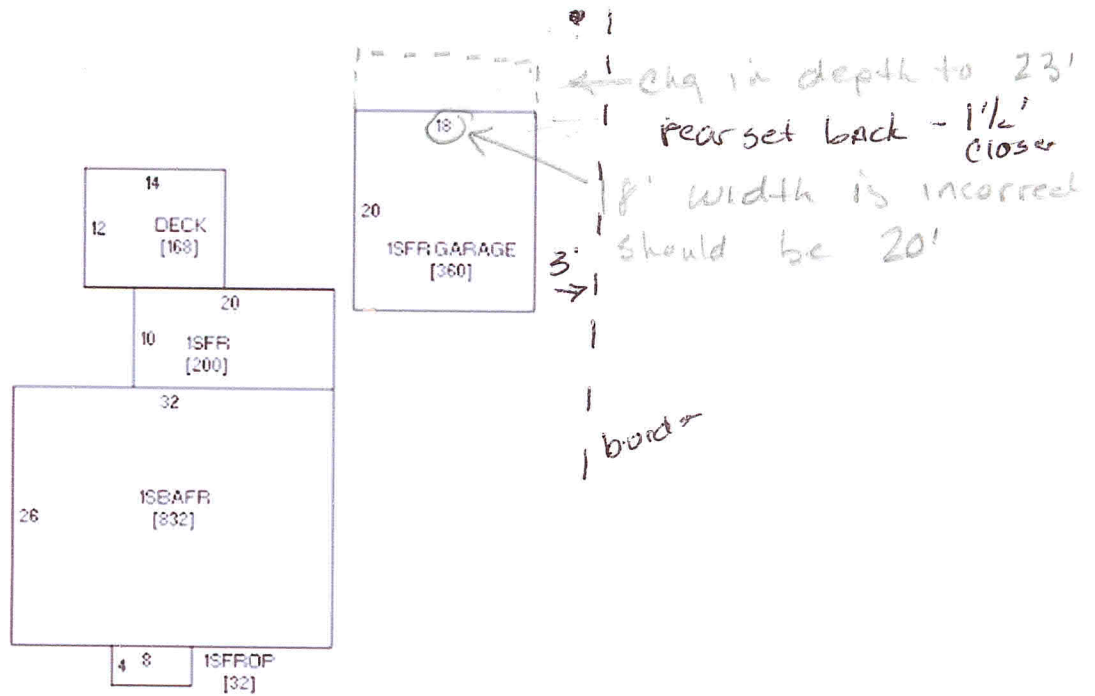 chg in depth to 23'
rear set back - 1 1/2'
closer
18
18' width is incorrect
should be 20'
14
12
DECK
[168]
20
1SFR GARAGE
[360]
3'
20
10
1SFR
[200]
32
26
1SBAFR
[832]
border
4
8
1SFROP
[32]